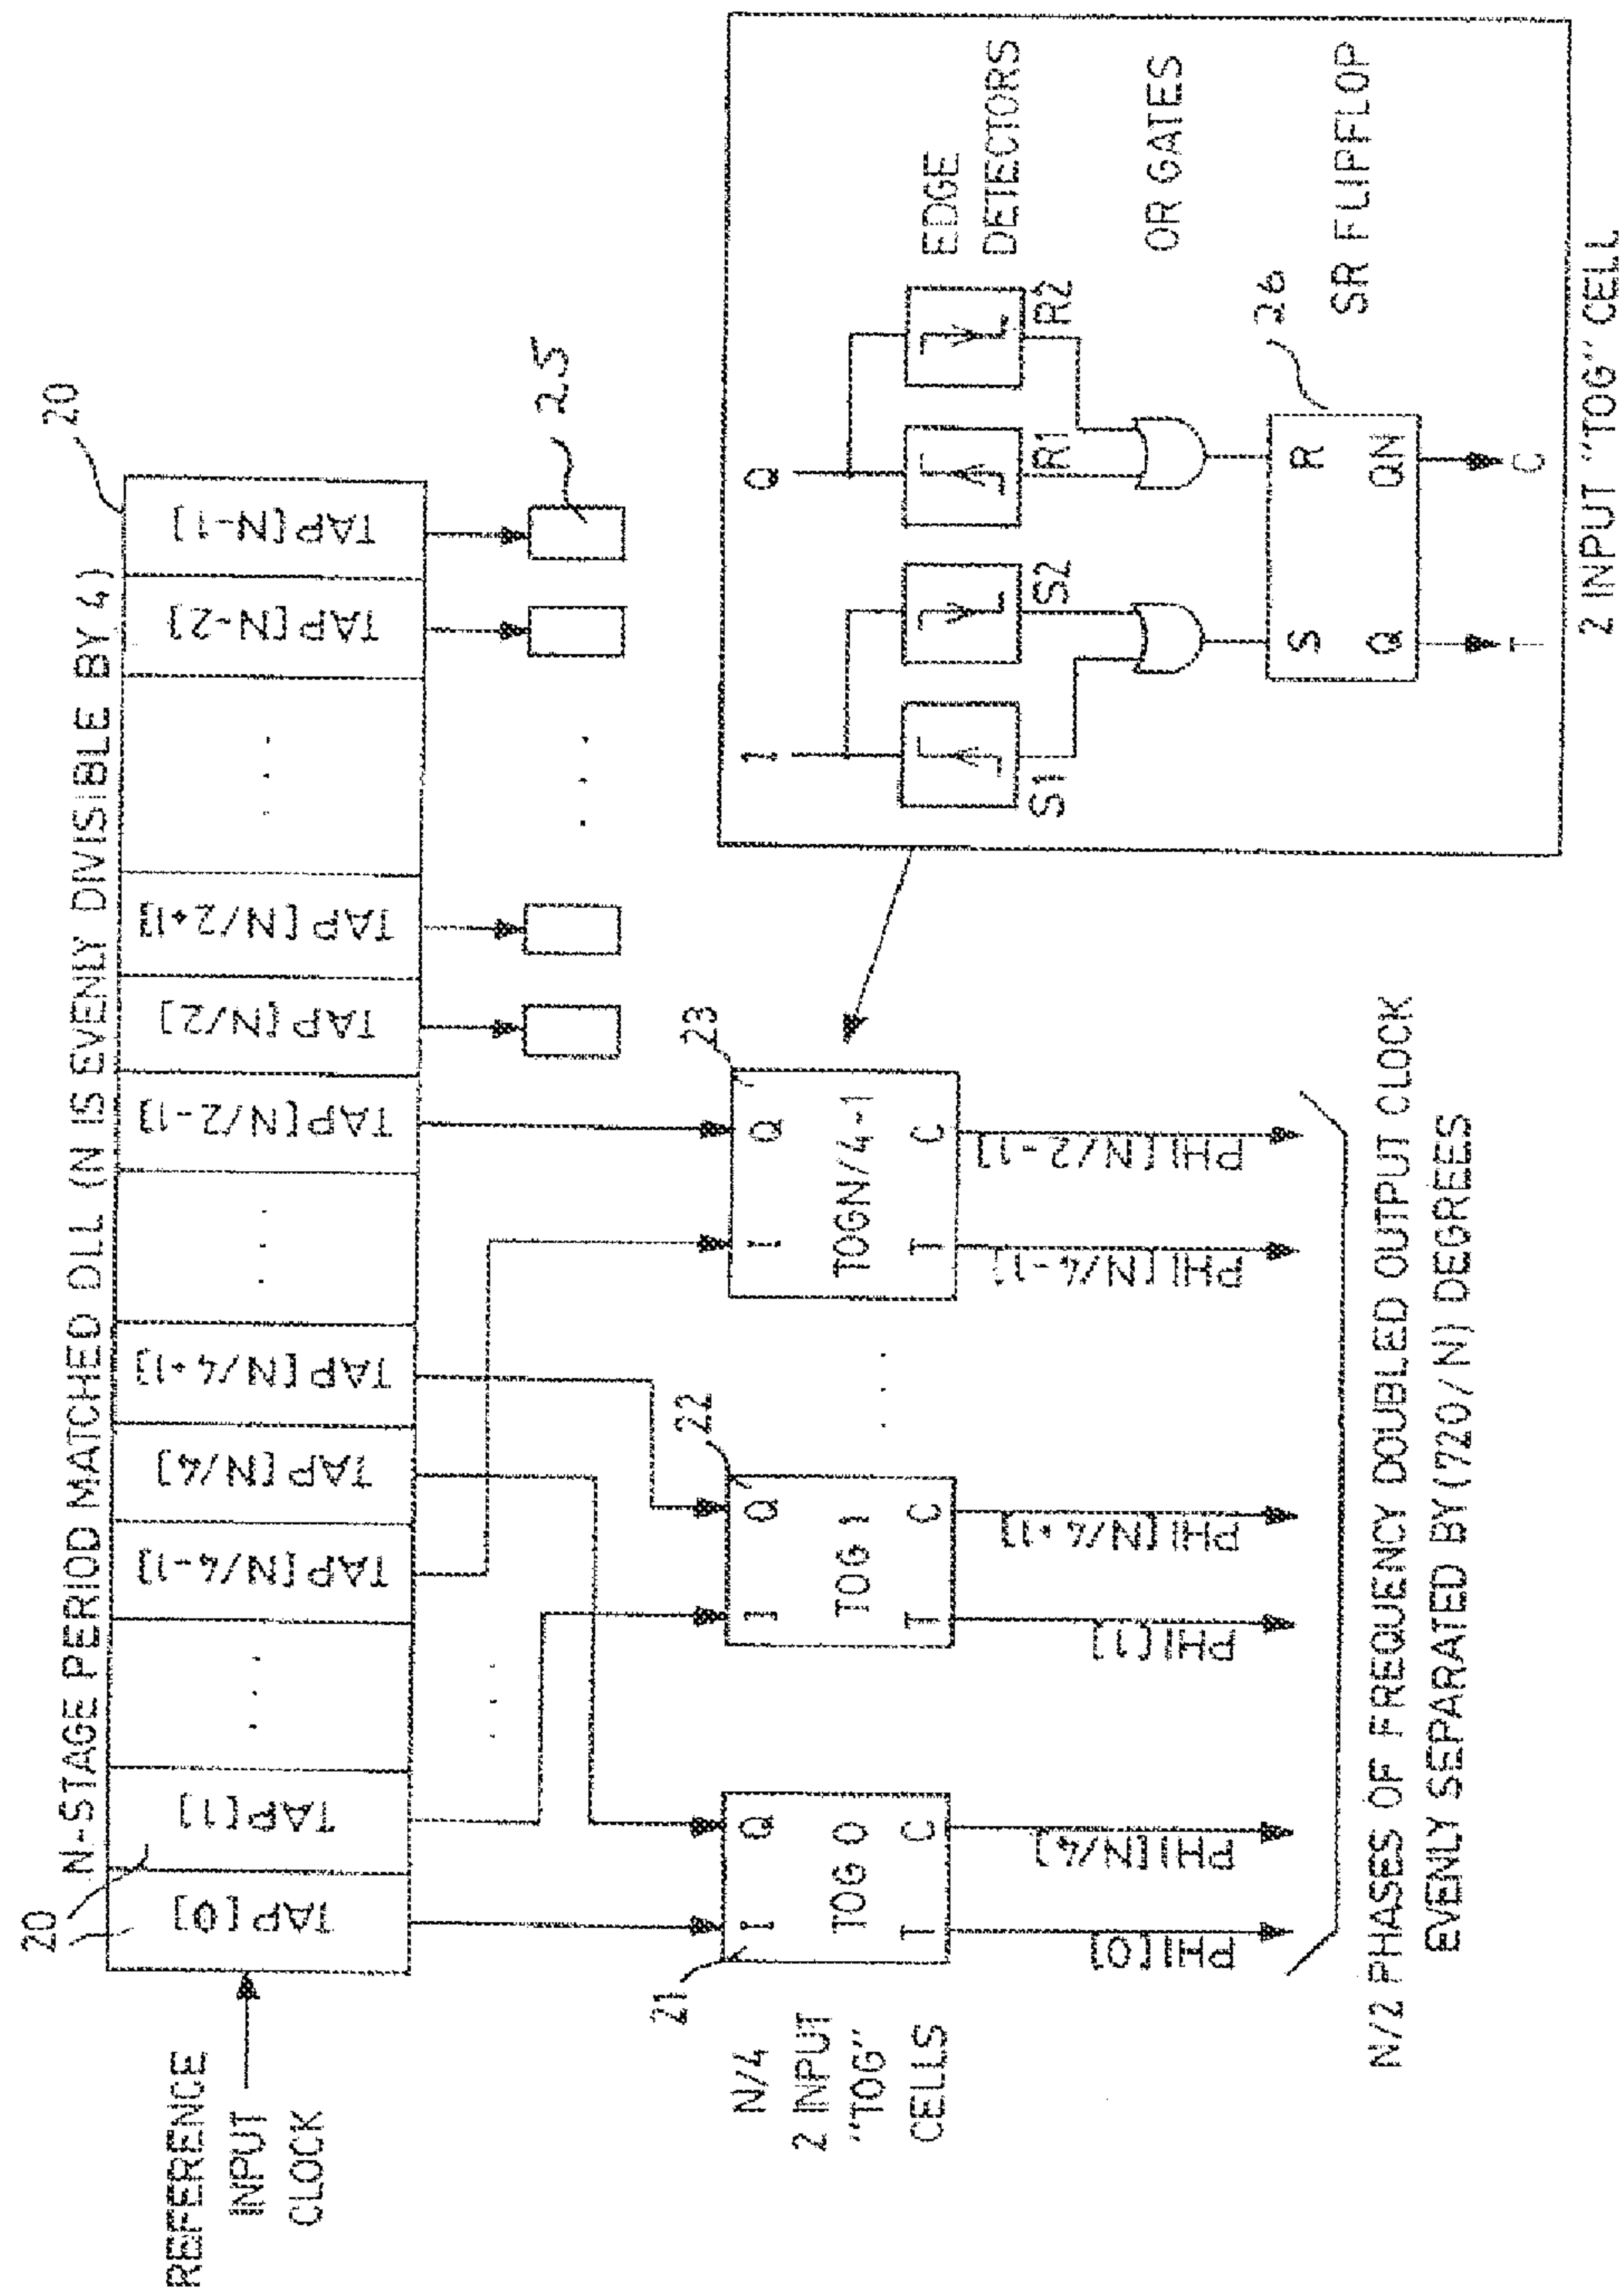 N-STAGE PERIOD MATCHED DLL (N IS EVENLY DIVISIBLE BY 4)
20
20
REFERENCE
INPUT
CLOCK
TAP[0]
TAP[1]
. . .
TAP[N/4-1]
TAP[N/4]
TAP[N/4+1]
. . .
TAP[N/2-1]
TAP[N/2]
TAP[N/2+1]
. . .
TAP[N-2]
TAP[N-1]
. . .
. . .
25
N/4
2 INPUT
"TOG"
CELLS
21
I Q
TOG 0
T C
22
I Q
TOG 1
T C
. . .
23
I Q
TOGN/4-1
T C
PHI[0]
PHI[N/4]
PHI[1]
PHI[N/4+1]
PHI[N/4-1]
PHI[N/2-1]
N/2 PHASES OF FREQUENCY DOUBLED OUTPUT CLOCK
EVENLY SEPARATED BY (720/N) DEGREES
I Q
EDGE
DETECTORS
S1 S2 R1 R2
OR GATES
26
S R
Q QN
SR FLIPFLOP
T C
2 INPUT "TOG" CELL